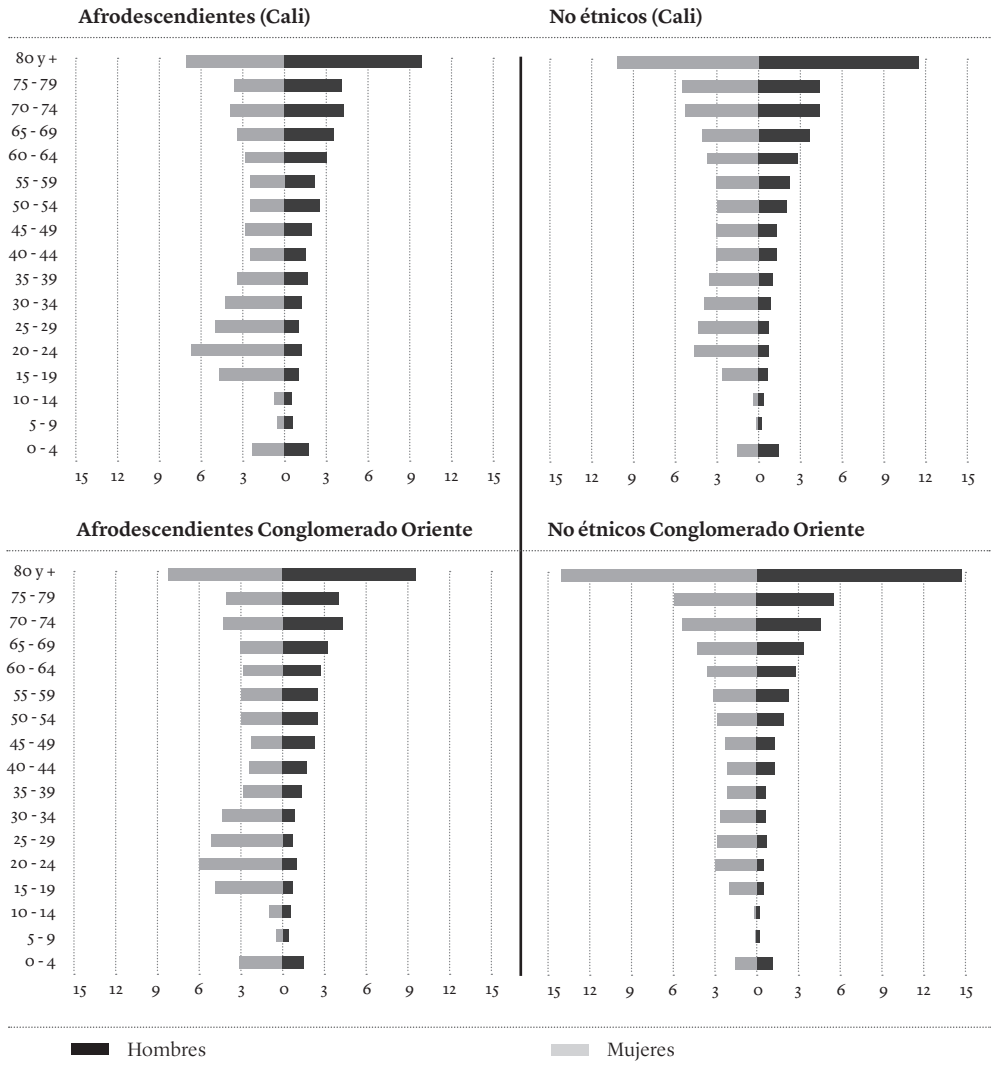 Afrodescendientes (Cali)
80 y +
75 - 79
70 - 74
65 - 69
60 - 64
55 - 59
50 - 54
45 - 49
40 - 44
35 - 39
30 - 34
25 - 29
20 - 24
15 - 19
10 - 14
5 - 9
0 - 4
15 12 9 6 3 0 3 6 9 12 15
No étnicos (Cali)
15 12 9 6 3 0 3 6 9 12 15
Afrodescendientes Conglomerado Oriente
80 y +
75 - 79
70 - 74
65 - 69
60 - 64
55 - 59
50 - 54
45 - 49
40 - 44
35 - 39
30 - 34
25 - 29
20 - 24
15 - 19
10 - 14
5 - 9
0 - 4
15 12 9 6 3 0 3 6 9 12 15
No étnicos Conglomerado Oriente
15 12 9 6 3 0 3 6 9 12 15
Hombres
Mujeres